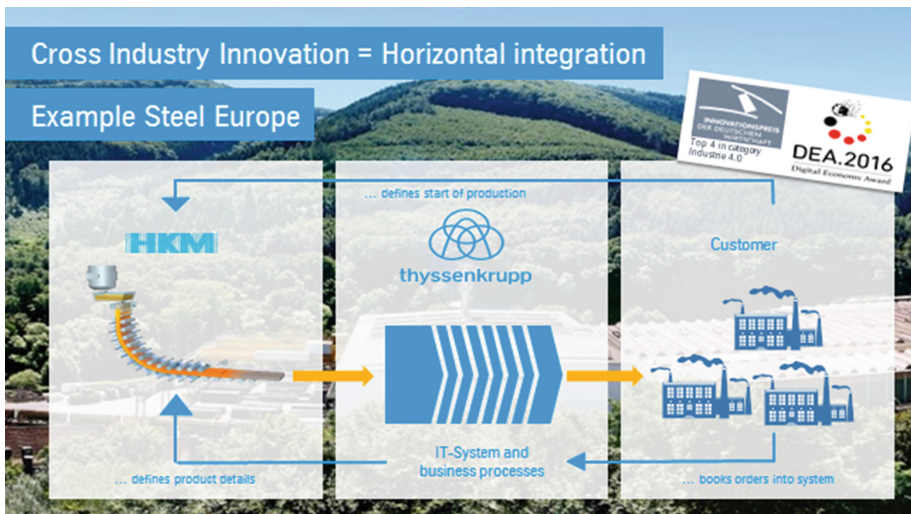 Cross Industry Innovation = Horizontal integration
Example Steel Europe
INNOVATIONSPREIS
DER DEUTSCHEN
WIRTSCHAFT
Top 4 in category
Industrie 4.0
DEA.2016
Digital Economy Award
... defines start of production
HKM
thyssenkrupp
Customer
IT-System and
business processes
... defines product details
... books orders into system